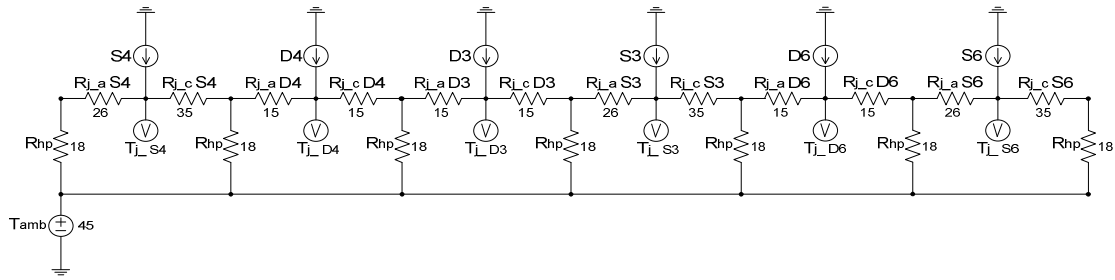 S4 D4 D3 S3 D6 S6
Rj_a S4 Rj_c S4 Rj_a D4 Rj_c D4 Rj_a D3 Rj_c D3 Rj_a S3 Rj_c S3 Rj_a D6 Rj_c D6 Rj_a S6 Rj_c S6
26 35 15 15 15 15 26 35 15 15 26 35
Rhp 18 Tj_S4 Rhp 18 Tj_D4 Rhp 18 Tj_D3 Rhp 18 Tj_S3 Rhp 18 Tj_D6 Rhp 18 Tj_S6 Rhp 18
Tamb 45